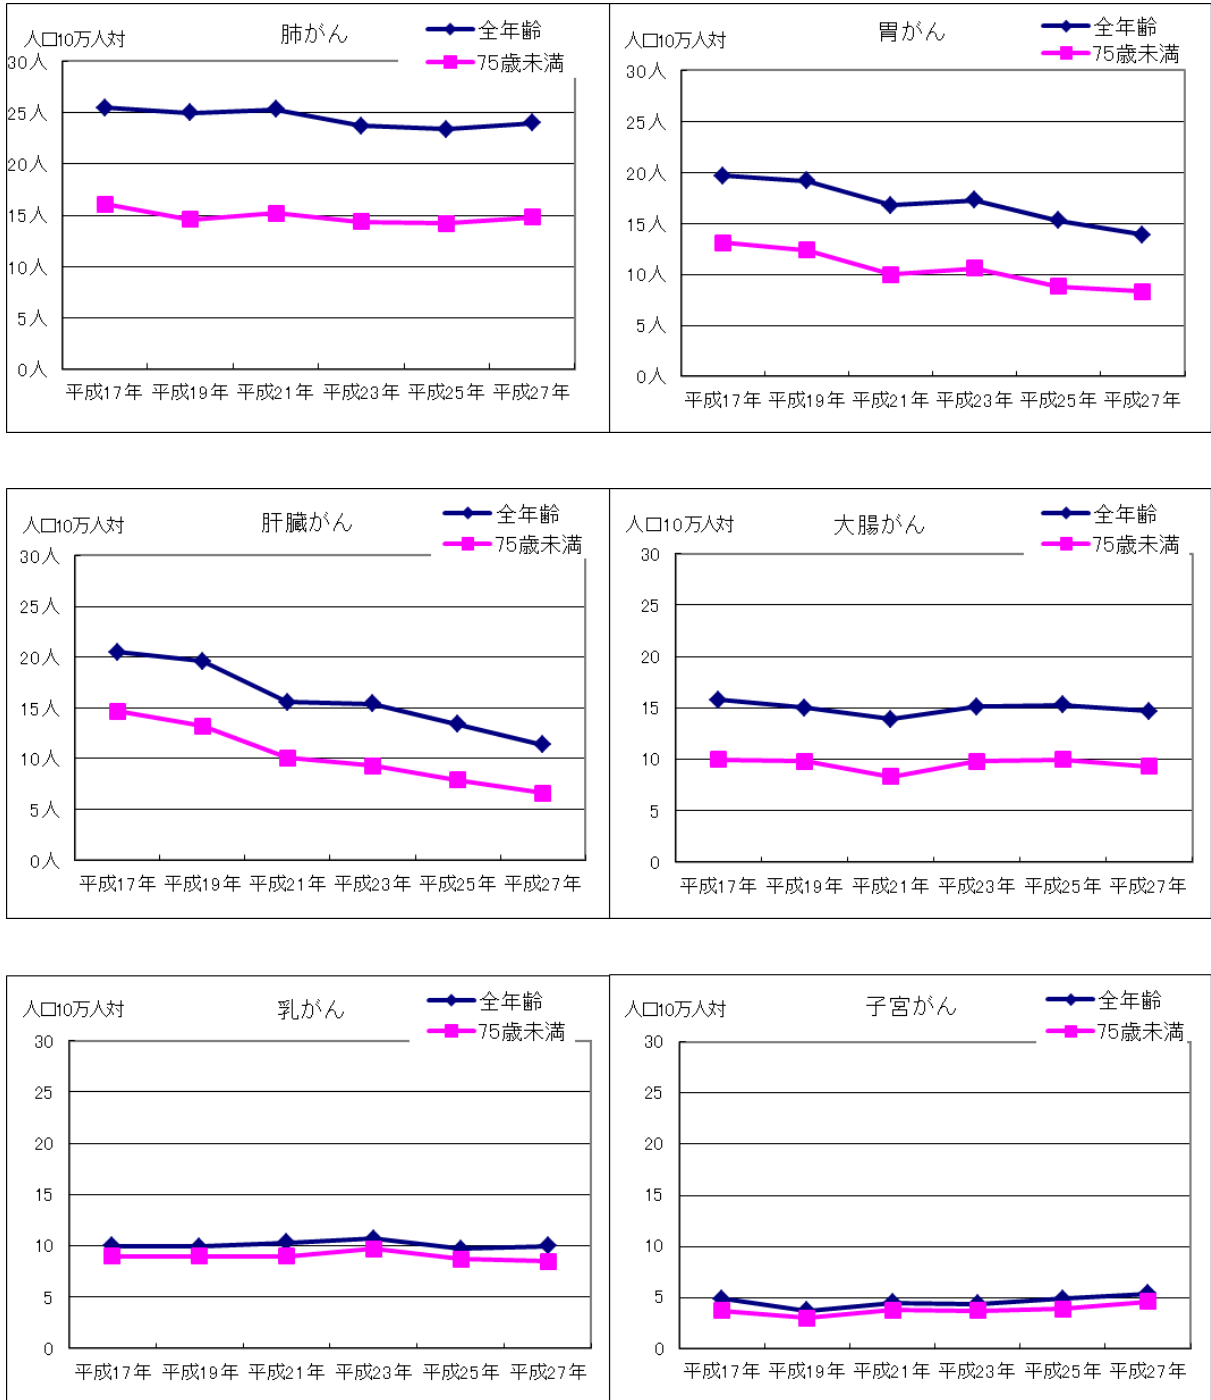 人口10万人対
肺がん
全年齢
75歳未満
30人
25人
20人
15人
10人
5人
0人
平成17年 平成19年 平成21年 平成23年 平成25年 平成27年
人口10万人対
胃がん
全年齢
75歳未満
30人
25人
20人
15人
10人
5人
0人
平成17年 平成19年 平成21年 平成23年 平成25年 平成27年
人口10万人対
肝臓がん
全年齢
75歳未満
30人
25人
20人
15人
10人
5人
0人
平成17年 平成19年 平成21年 平成23年 平成25年 平成27年
人口10万人対
大腸がん
全年齢
75歳未満
30
25
20
15
10
5
0
平成17年 平成19年 平成21年 平成23年 平成25年 平成27年
人口10万人対
乳がん
全年齢
75歳未満
30
25
20
15
10
5
0
平成17年 平成19年 平成21年 平成23年 平成25年 平成27年
人口10万人対
子宮がん
全年齢
75歳未満
30
25
20
15
10
5
0
平成17年 平成19年 平成21年 平成23年 平成25年 平成27年